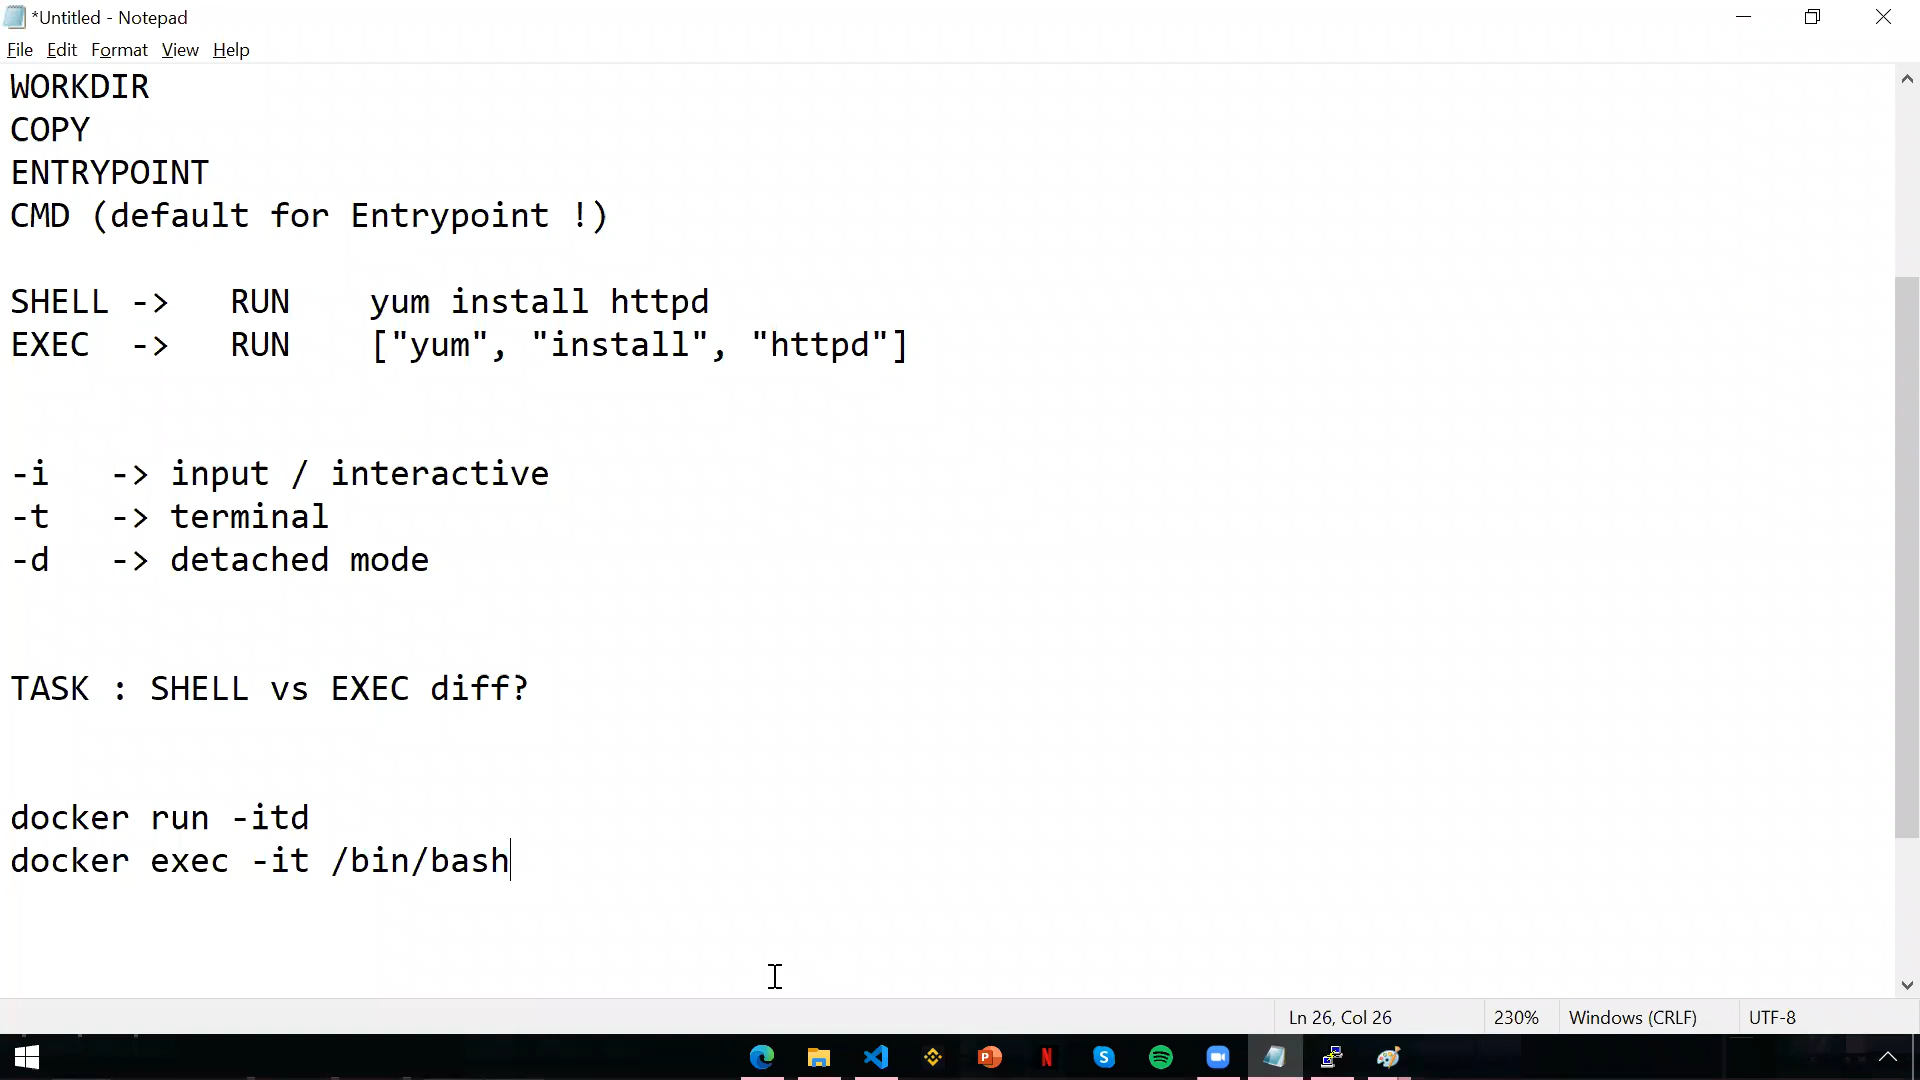 *Untitled - Notepad
File Edit Format View Help
WORKDIR
COPY
ENTRYPOINT
CMD (default for Entrypoint !)
SHELL -> RUN yum install httpd
EXEC -> RUN ["yum", "install", "httpd"]
-i -> input / interactive
-t -> terminal
-d -> detached mode
TASK : SHELL vs EXEC diff?
docker run -itd
docker exec -it /bin/bash
Ln 26, Col 26 230% Windows (CRLF) UTF-8